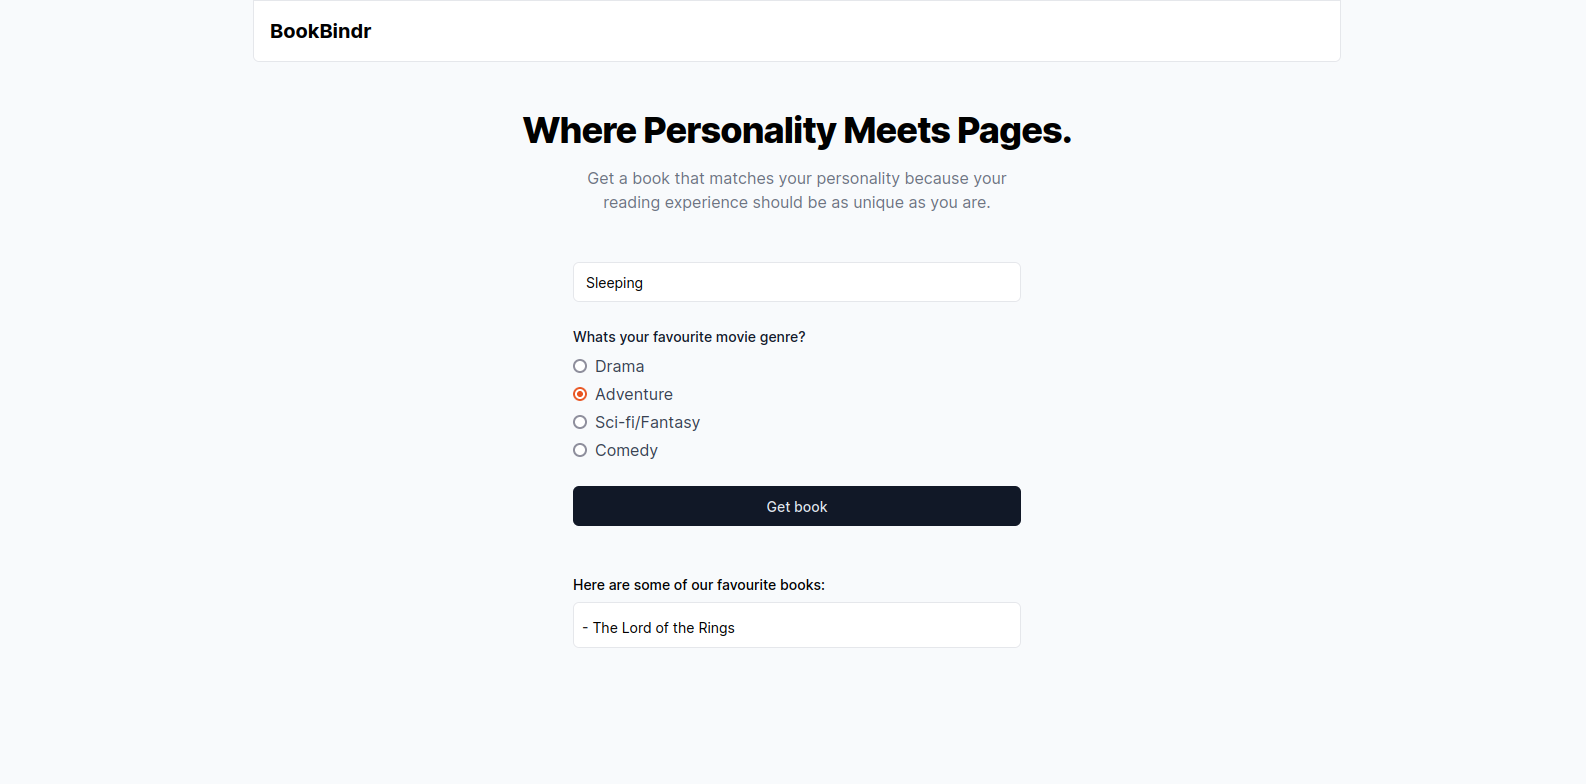 BookBindr
Where Personality Meets Pages.
Get a book that matches your personality because your
reading experience should be as unique as you are.
Sleeping
Whats your favourite movie genre?
Drama
Adventure
Sci-fi/Fantasy
Comedy
Get book
Here are some of our favourite books:
- The Lord of the Rings